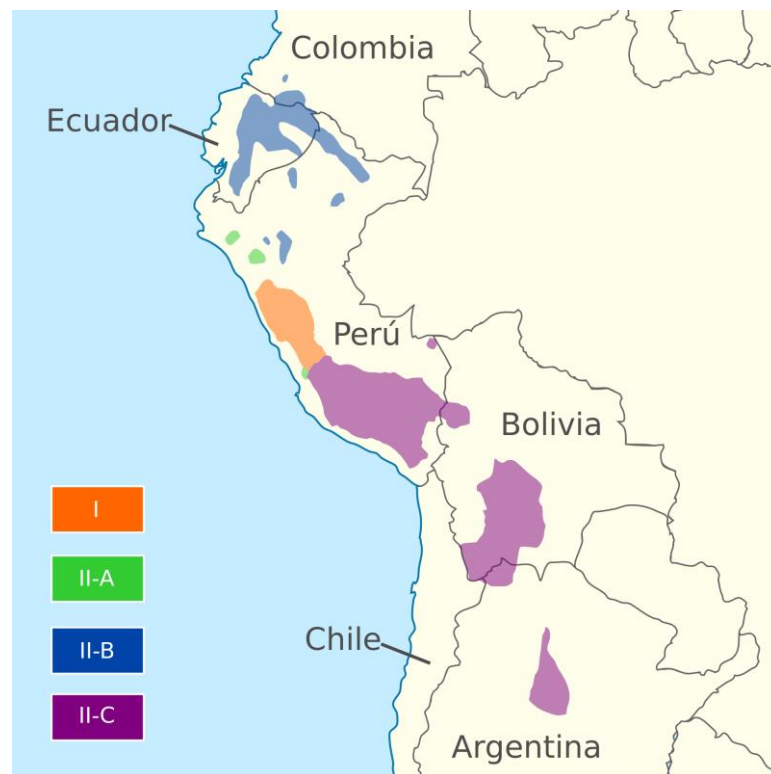 Colombia
Ecuador
Perú
Bolivia
I
II-A
II-B
Chile
II-C
Argentina